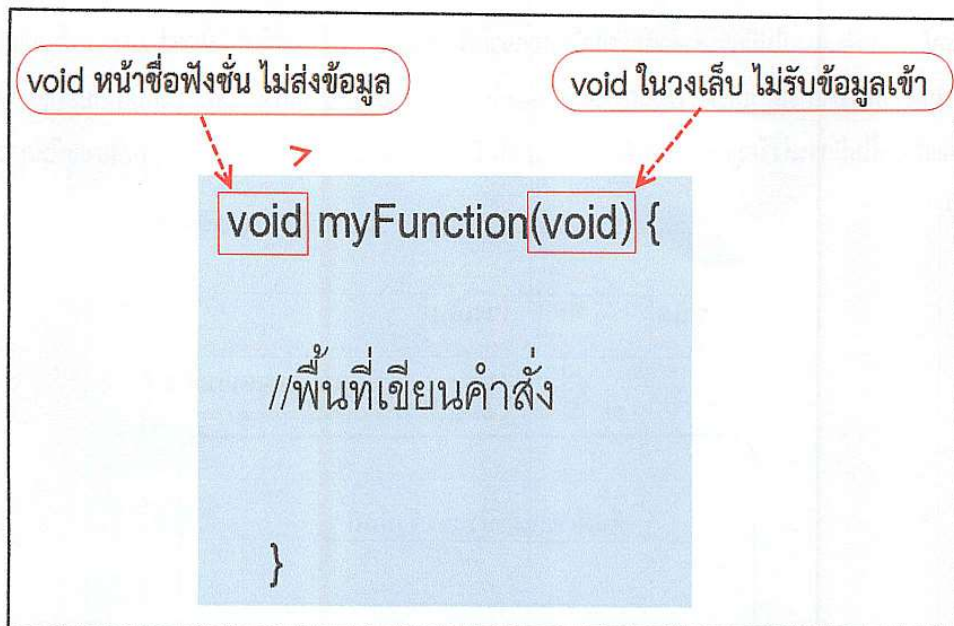 void หน้าชื่อฟังชั่น ไม่ส่งข้อมูล
void ในวงเล็บ ไม่รับข้อมูลเข้า
void myFunction(void) {
//พื้นที่เขียนคำสั่ง
}